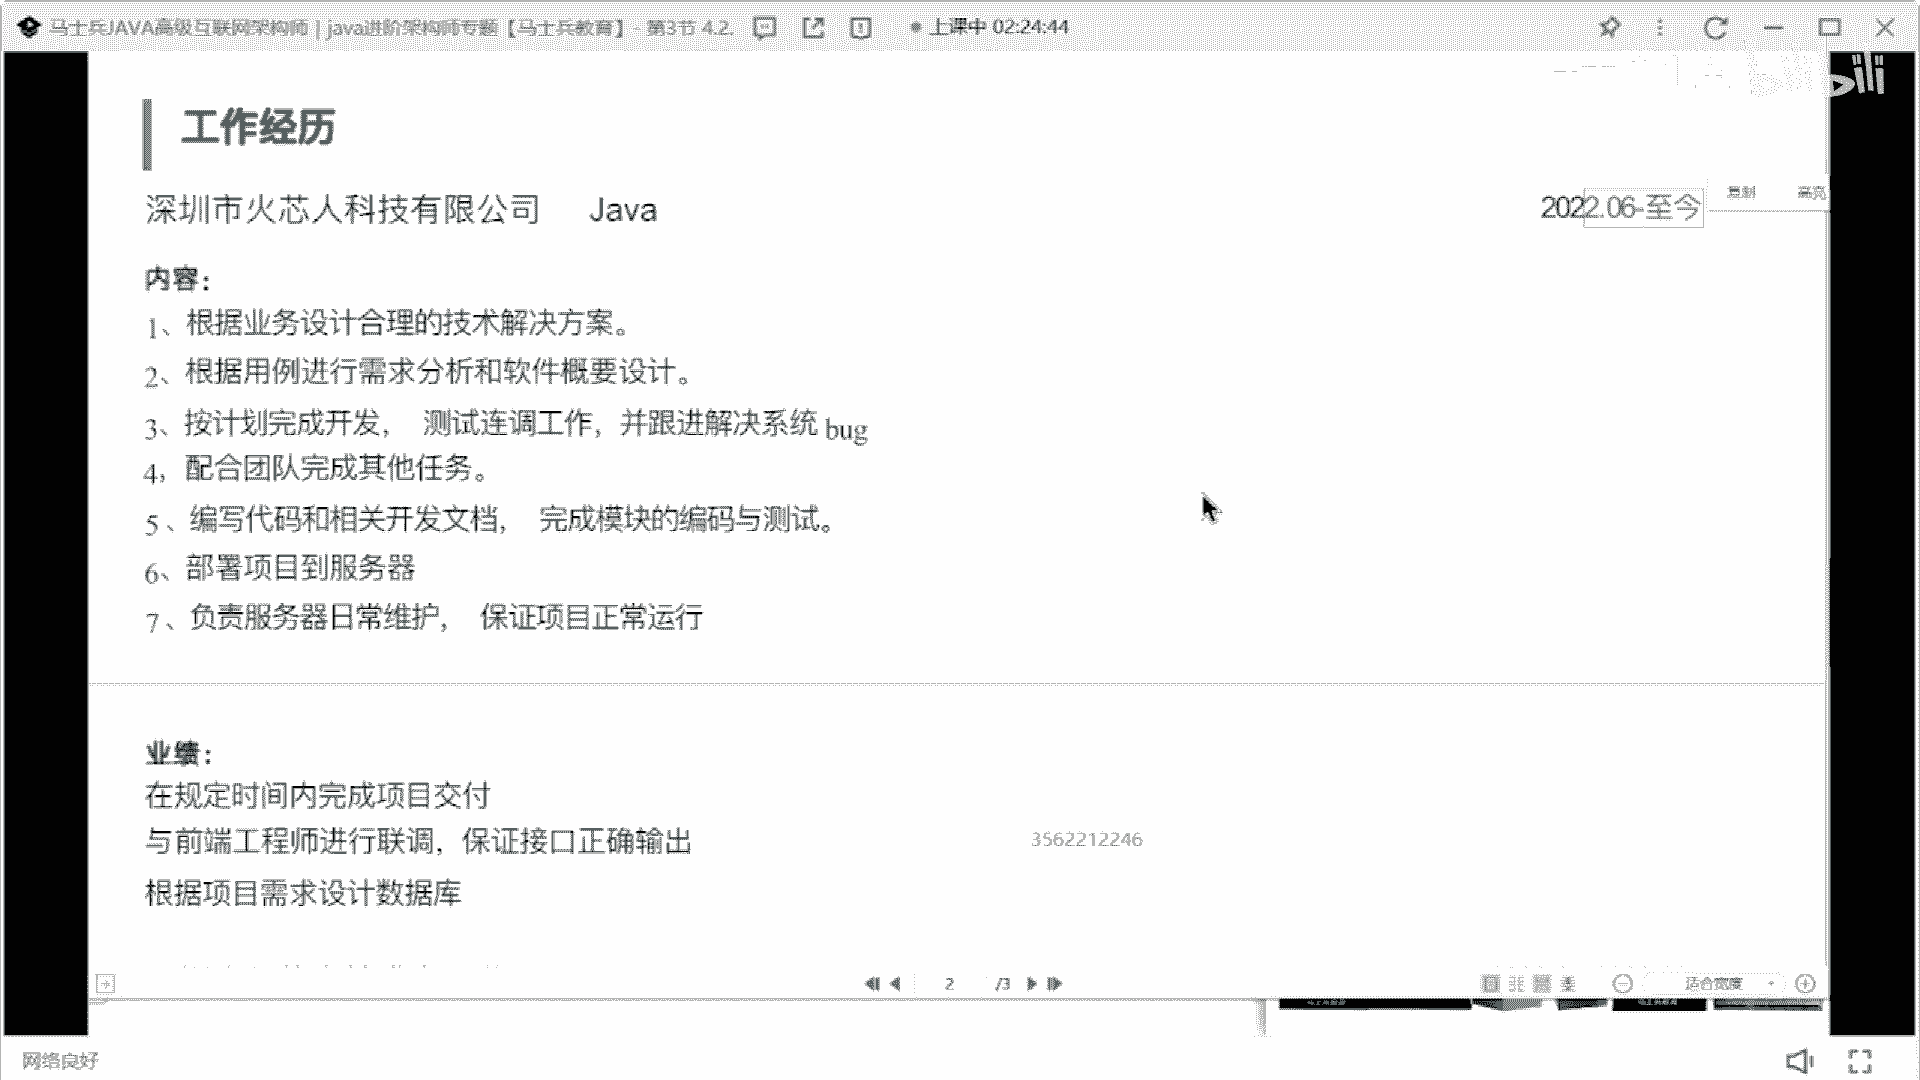 马士兵JAVA高级互联网架构师 | java进阶架构师专题【马士兵教育】 - 第3节 4.2. 上课中 02:24:44
工作经历
深圳市火芯人科技有限公司 Java 2022.06-至今 复制 高亮
内容：
1、根据业务设计合理的技术解决方案。
2、根据用例进行需求分析和软件概要设计。
3、按计划完成开发， 测试连调工作，并跟进解决系统 bug
4，配合团队完成其他任务。
5、编写代码和相关开发文档， 完成模块的编码与测试。
6、部署项目到服务器
7、负责服务器日常维护， 保证项目正常运行
业绩：
在规定时间内完成项目交付
与前端工程师进行联调，保证接口正确输出
3562212246
根据项目需求设计数据库
2 /3 适合宽度
网络良好